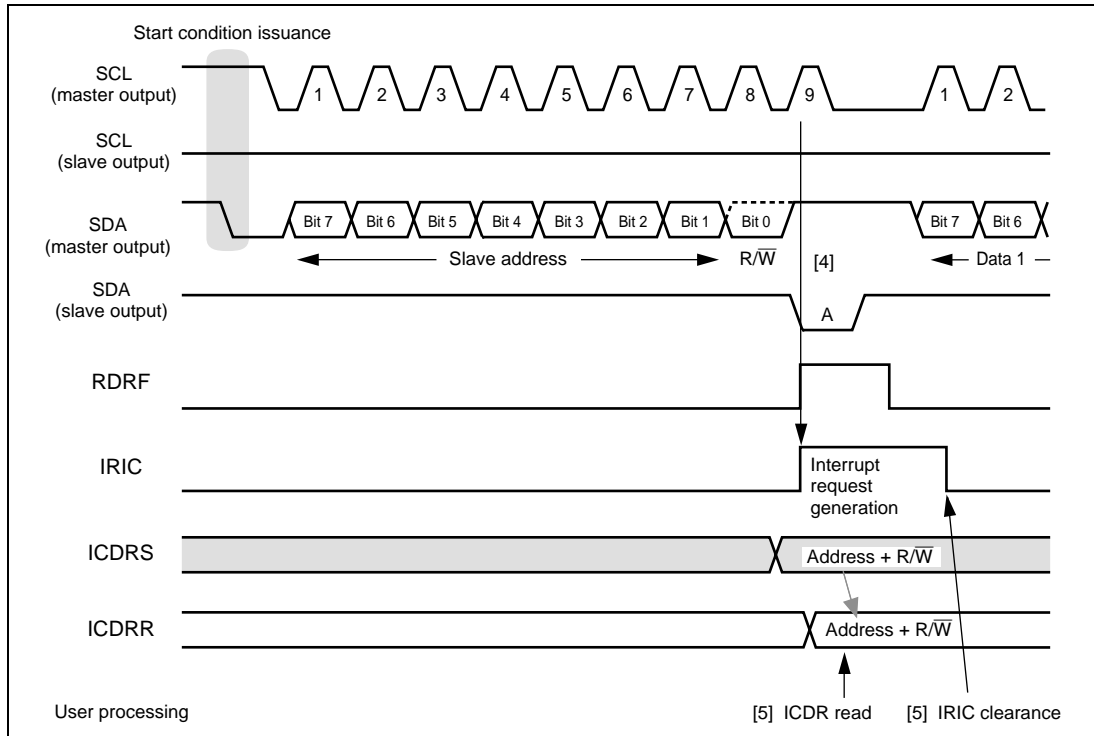 Start condition issuance
SCL
(master output)
1 2 3 4 5 6 7 8 9 1 2
SCL
(slave output)
SDA
(master output)
Bit 7 Bit 6 Bit 5 Bit 4 Bit 3 Bit 2 Bit 1 Bit 0 Bit 7 Bit 6
Slave address R/W̅ [4] Data 1
SDA
(slave output)
A
RDRF
IRIC
Interrupt
request
generation
ICDRS
Address + R/W̅
ICDRR
Address + R/W̅
User processing [5] ICDR read [5] IRIC clearance